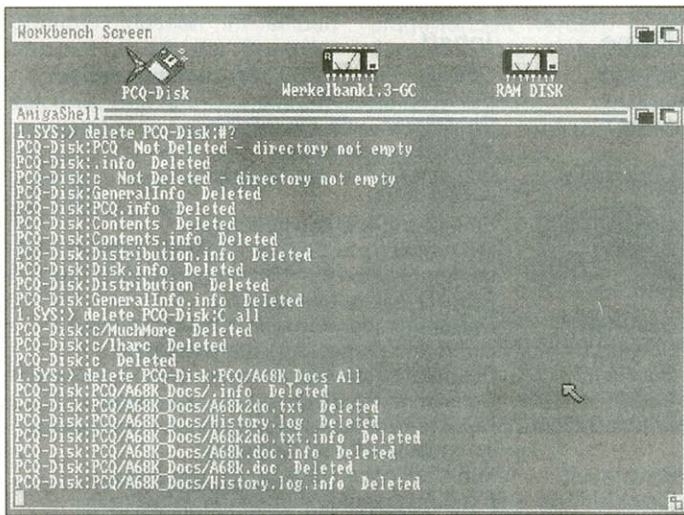 Workbench Screen
PCQ-Disk
Werkelbank1.3-GC
RAM DISK
AmigaShell
1.SYS:> delete PCQ-Disk:#?
PCQ-Disk:PCQ  Not Deleted - directory not empty
PCQ-Disk:.info  Deleted
PCQ-Disk:c  Not Deleted - directory not empty
PCQ-Disk:GeneralInfo  Deleted
PCQ-Disk:PCQ.info  Deleted
PCQ-Disk:Contents  Deleted
PCQ-Disk:Contents.info  Deleted
PCQ-Disk:Distribution.info  Deleted
PCQ-Disk:Disk.info  Deleted
PCQ-Disk:Distribution  Deleted
PCQ-Disk:GeneralInfo.info  Deleted
1.SYS:> delete PCQ-Disk:C all
PCQ-Disk:c/MuchMore  Deleted
PCQ-Disk:c/lharc  Deleted
PCQ-Disk:c  Deleted
1.SYS:> delete PCQ-Disk:PCQ/A68K_Docs All
PCQ-Disk:PCQ/A68K_Docs/.info  Deleted
PCQ-Disk:PCQ/A68K_Docs/A68k2do.txt  Deleted
PCQ-Disk:PCQ/A68K_Docs/History.log  Deleted
PCQ-Disk:PCQ/A68K_Docs/A68k2do.txt.info  Deleted
PCQ-Disk:PCQ/A68K_Docs/A68k.doc.info  Deleted
PCQ-Disk:PCQ/A68K_Docs/A68k.doc  Deleted
PCQ-Disk:PCQ/A68K_Docs/History.log.info  Deleted